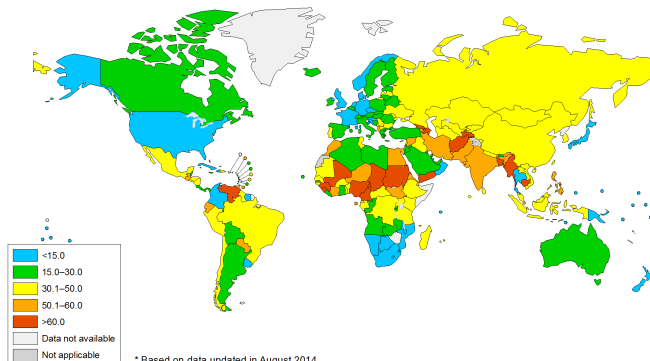 <15.0
15.0–30.0
30.1–50.0
50.1–60.0
>60.0
Data not available
Not applicable
* Based on data updated in August 2014